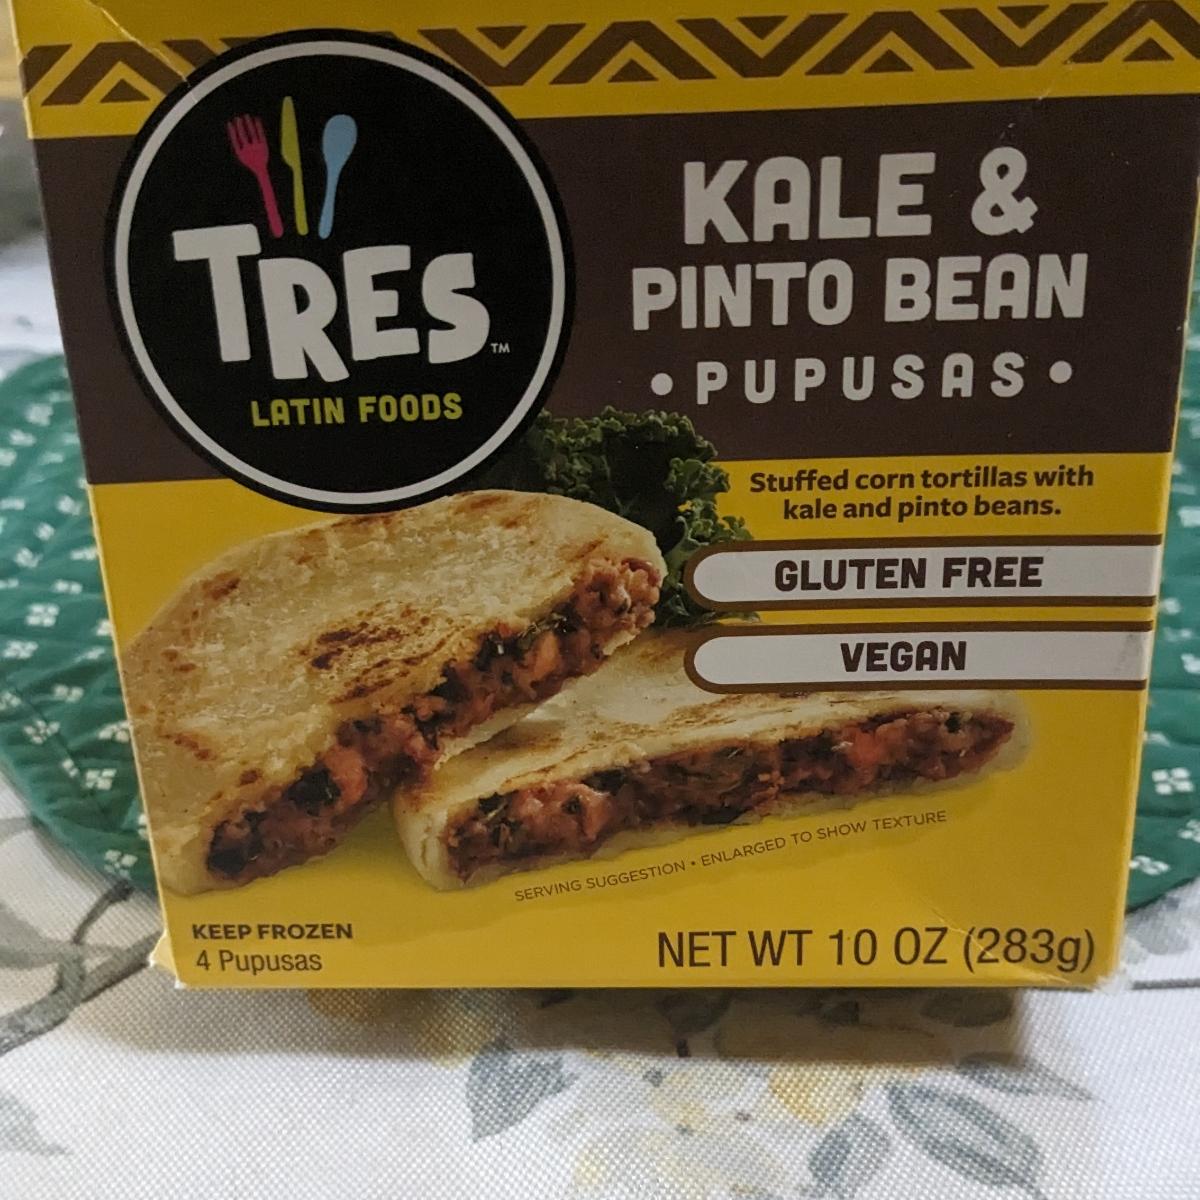 TRES™
LATIN FOODS
KALE &
PINTO BEAN
• PUPUSAS •
Stuffed corn tortillas with
kale and pinto beans.
GLUTEN FREE
VEGAN
SERVING SUGGESTION • ENLARGED TO SHOW TEXTURE
KEEP FROZEN
4 Pupusas
NET WT 10 OZ (283g)